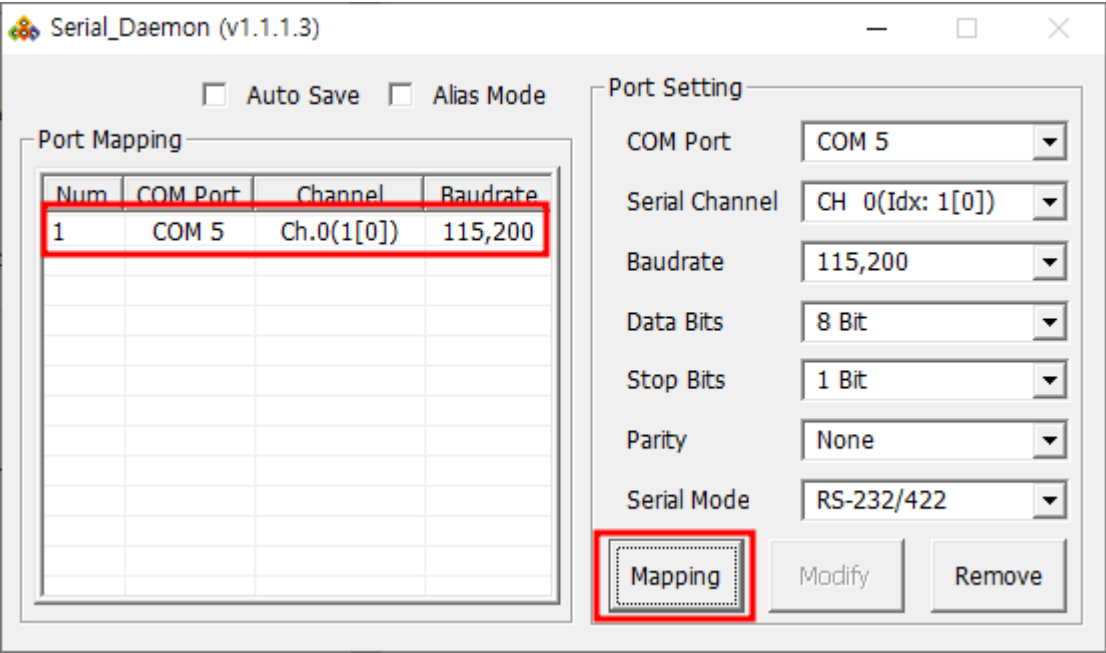 Serial_Daemon (v1.1.1.3)
Auto Save Alias Mode
Port Mapping
Num COM Port Channel Baudrate
1 COM 5 Ch.0(1[0]) 115,200
Port Setting
COM Port COM 5
Serial Channel CH 0(Idx: 1[0])
Baudrate 115,200
Data Bits 8 Bit
Stop Bits 1 Bit
Parity None
Serial Mode RS-232/422
Mapping Modify Remove